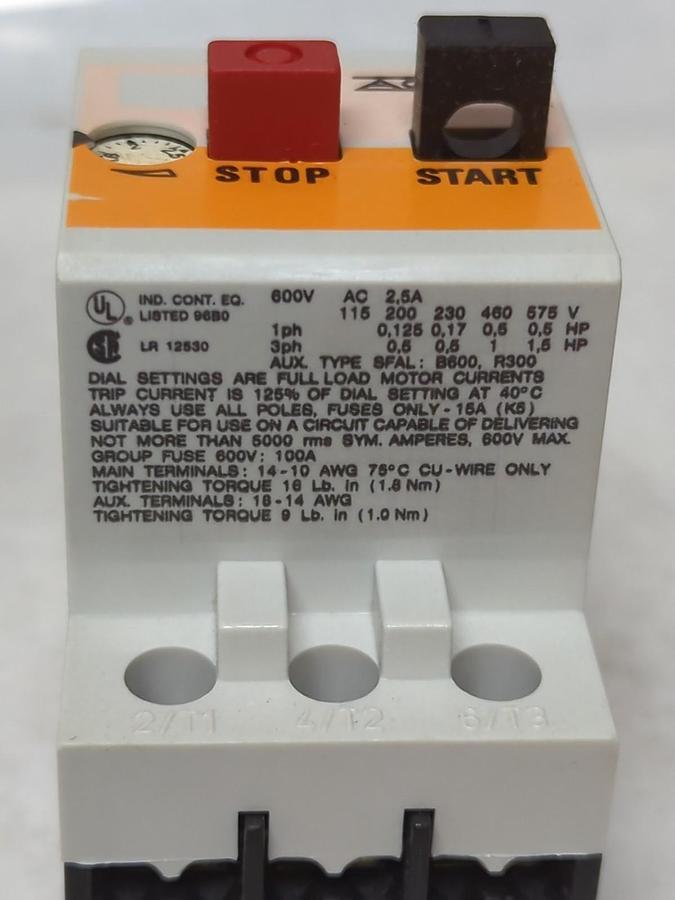 STOP START
UL ® IND. CONT. EQ. 600V AC 2,5A
LISTED 96B0 115 200 230 460 575 V
1ph 0,125 0,17 0,5 0,5 HP
LR 12530 3ph 0,5 0,5 1 1,5 HP
AUX. TYPE SFAL: B600, R300
DIAL SETTINGS ARE FULL LOAD MOTOR CURRENTS
TRIP CURRENT IS 125% OF DIAL SETTING AT 40°C
ALWAYS USE ALL POLES, FUSES ONLY-15A (K5)
SUITABLE FOR USE ON A CIRCUIT CAPABLE OF DELIVERING
NOT MORE THAN 5000 rms SYM. AMPERES, 600V MAX.
GROUP FUSE 600V: 100A
MAIN TERMINALS: 14-10 AWG 75°C CU-WIRE ONLY
TIGHTENING TORQUE 16 Lb. in (1.8 Nm)
AUX. TERMINALS: 18-14 AWG
TIGHTENING TORQUE 9 Lb. in (1.0 Nm)
2/T1 4/T2 6/T3